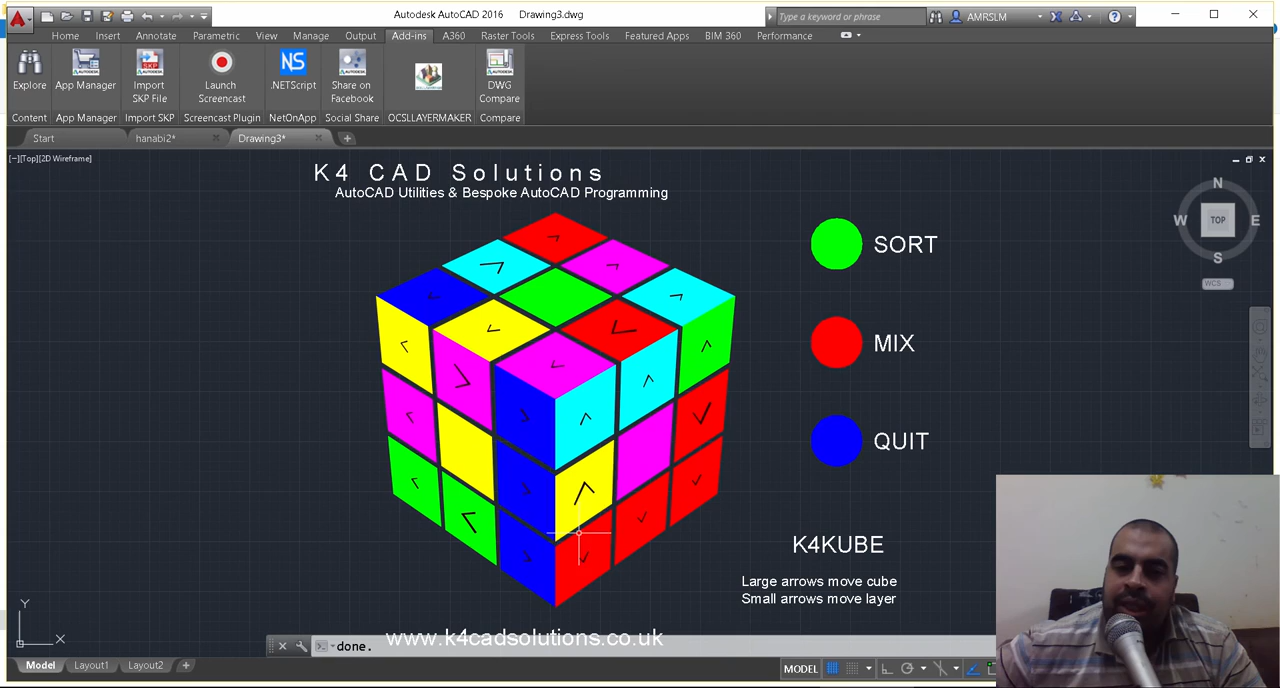 Autodesk AutoCAD 2016 Drawing3.dwg
Type a keyword or phrase
AMRSLM
Home Insert Annotate Parametric View Manage Output Add-ins A360 Raster Tools Express Tools Featured Apps BIM 360 Performance
Explore
App Manager
Import
SKP File
Launch
Screencast
NS
.NETScript
Share on
Facebook
DWG
Compare
Content App Manager Import SKP Screencast Plugin NetOnApp Social Share OCSLLAYERMAKER Compare
Start hanabi2* Drawing3*
[−][Top][2D Wireframe]
K4 CAD Solutions
AutoCAD Utilities & Bespoke AutoCAD Programming
N
W TOP E
S
WCS
SORT
MIX
QUIT
K4KUBE
Large arrows move cube
Small arrows move layer
Y
X
www.k4cadsolutions.co.uk
done.
Model Layout1 Layout2
MODEL